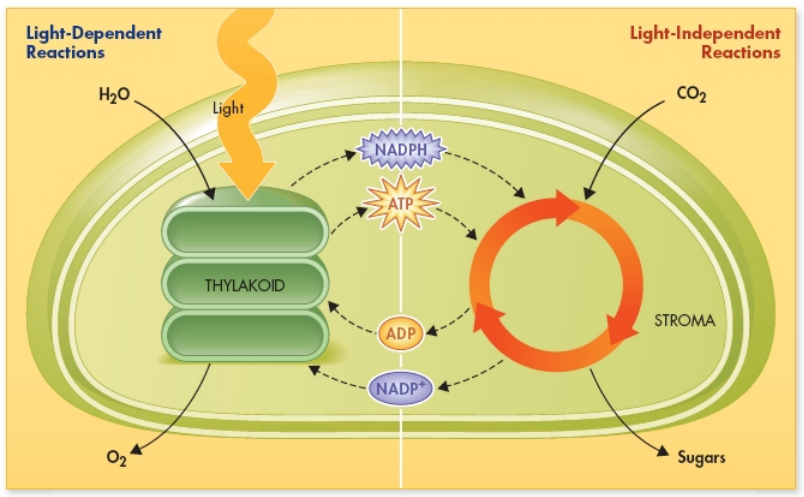 Light-Dependent
Reactions
Light-Independent
Reactions
H₂O
Light
CO₂
NADPH
ATP
THYLAKOID
STROMA
ADP
NADP⁺
O₂
Sugars